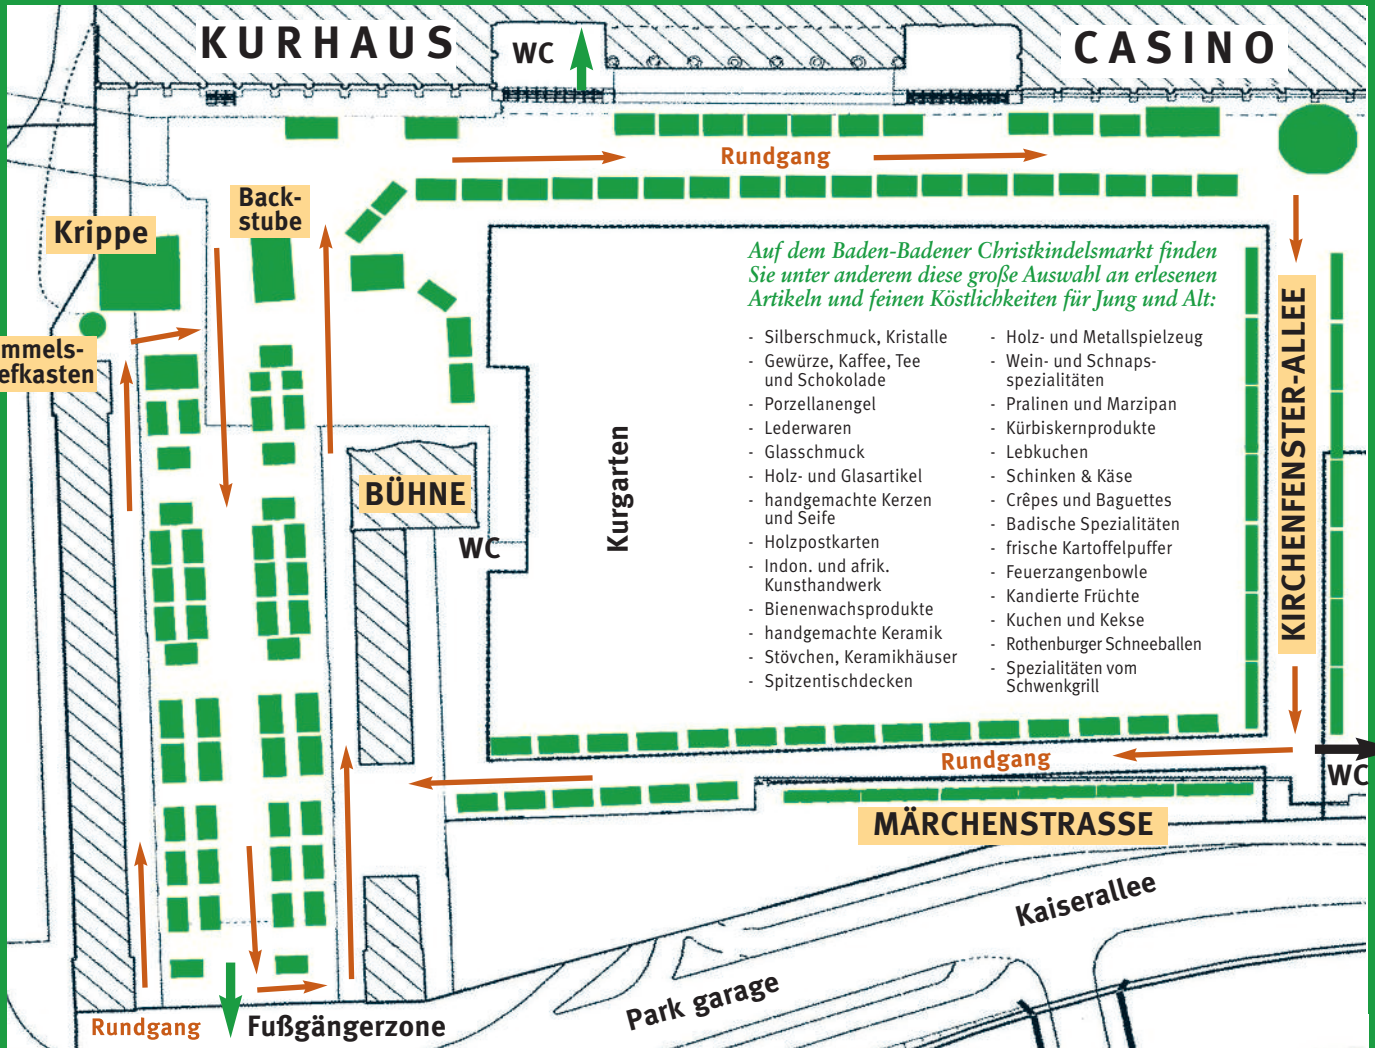 KURHAUS
WC
CASINO
Rundgang
Back-
stube
Krippe
Auf dem Baden-Badener Christkindelsmarkt finden
Sie unter anderem diese große Auswahl an erlesenen
Artikeln und feinen Köstlichkeiten für Jung und Alt:
- Silberschmuck, Kristalle
- Gewürze, Kaffee, Tee
und Schokolade
- Porzellanengel
- Lederwaren
- Glasschmuck
- Holz- und Glasartikel
- handgemachte Kerzen
und Seife
- Holzpostkarten
- Indon. und afrik.
Kunsthandwerk
- Bienenwachsprodukte
- handgemachte Keramik
- Stövchen, Keramikhäuser
- Spitzentischdecken
- Holz- und Metallspielzeug
- Wein- und Schnaps-
spezialitäten
- Pralinen und Marzipan
- Kürbiskernprodukte
- Lebkuchen
- Schinken & Käse
- Crêpes und Baguettes
- Badische Spezialitäten
- frische Kartoffelpuffer
- Feuerzangenbowle
- Kandierte Früchte
- Kuchen und Kekse
- Rothenburger Schneeballen
- Spezialitäten vom
Schwenkgrill
KIRCHENFENSTER-ALLEE
mmels-
efkasten
Kurgarten
BÜHNE
WC
Rundgang
WC
MÄRCHENSTRASSE
Kaiserallee
Park garage
Rundgang
Fußgängerzone